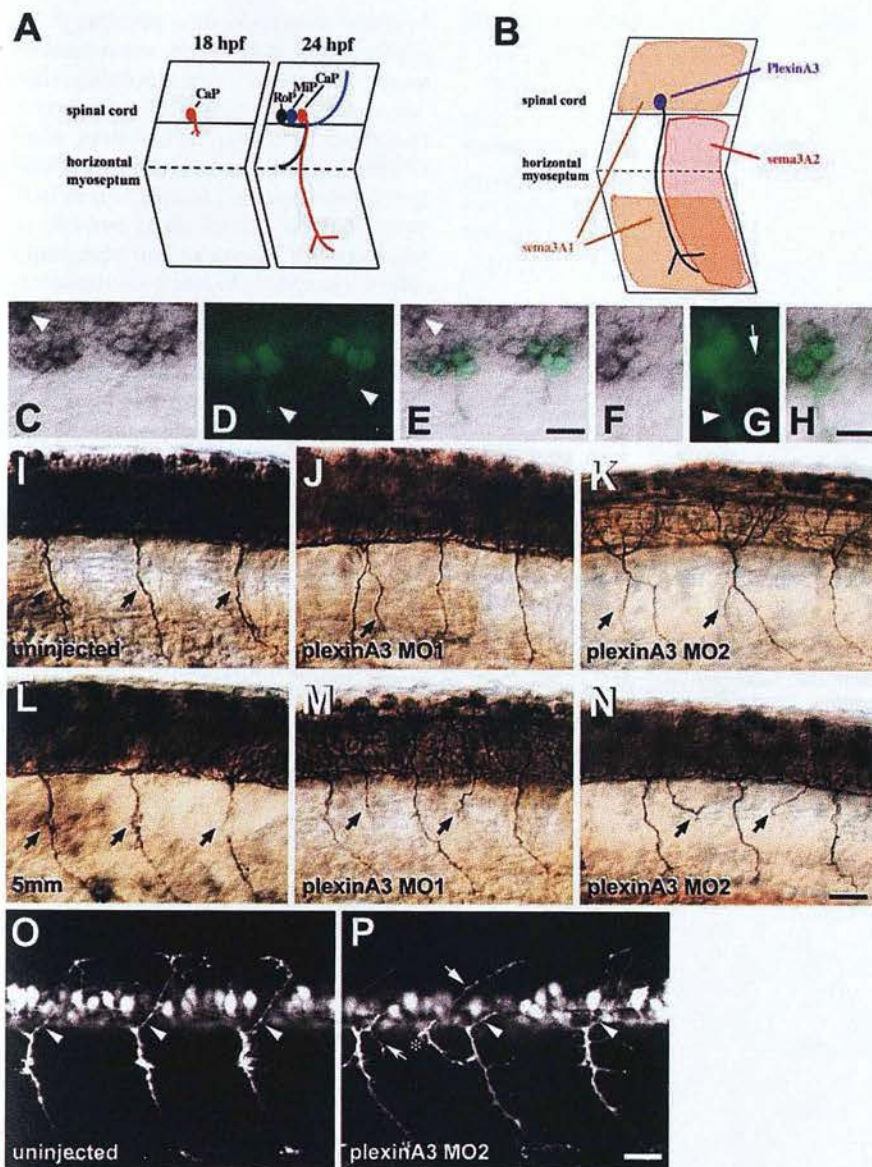 A
18 hpf
24 hpf
CaP
RoP
MiP
CaP
spinal cord
horizontal
myoseptum
B
PlexinA3
spinal cord
sema3A2
horizontal
myoseptum
sema3A1
C
D
E
F
G
H
I
uninjected
J
plexinA3 MO1
K
plexinA3 MO2
L
5mm
M
plexinA3 MO1
N
plexinA3 MO2
O
uninjected
P
*
plexinA3 MO2